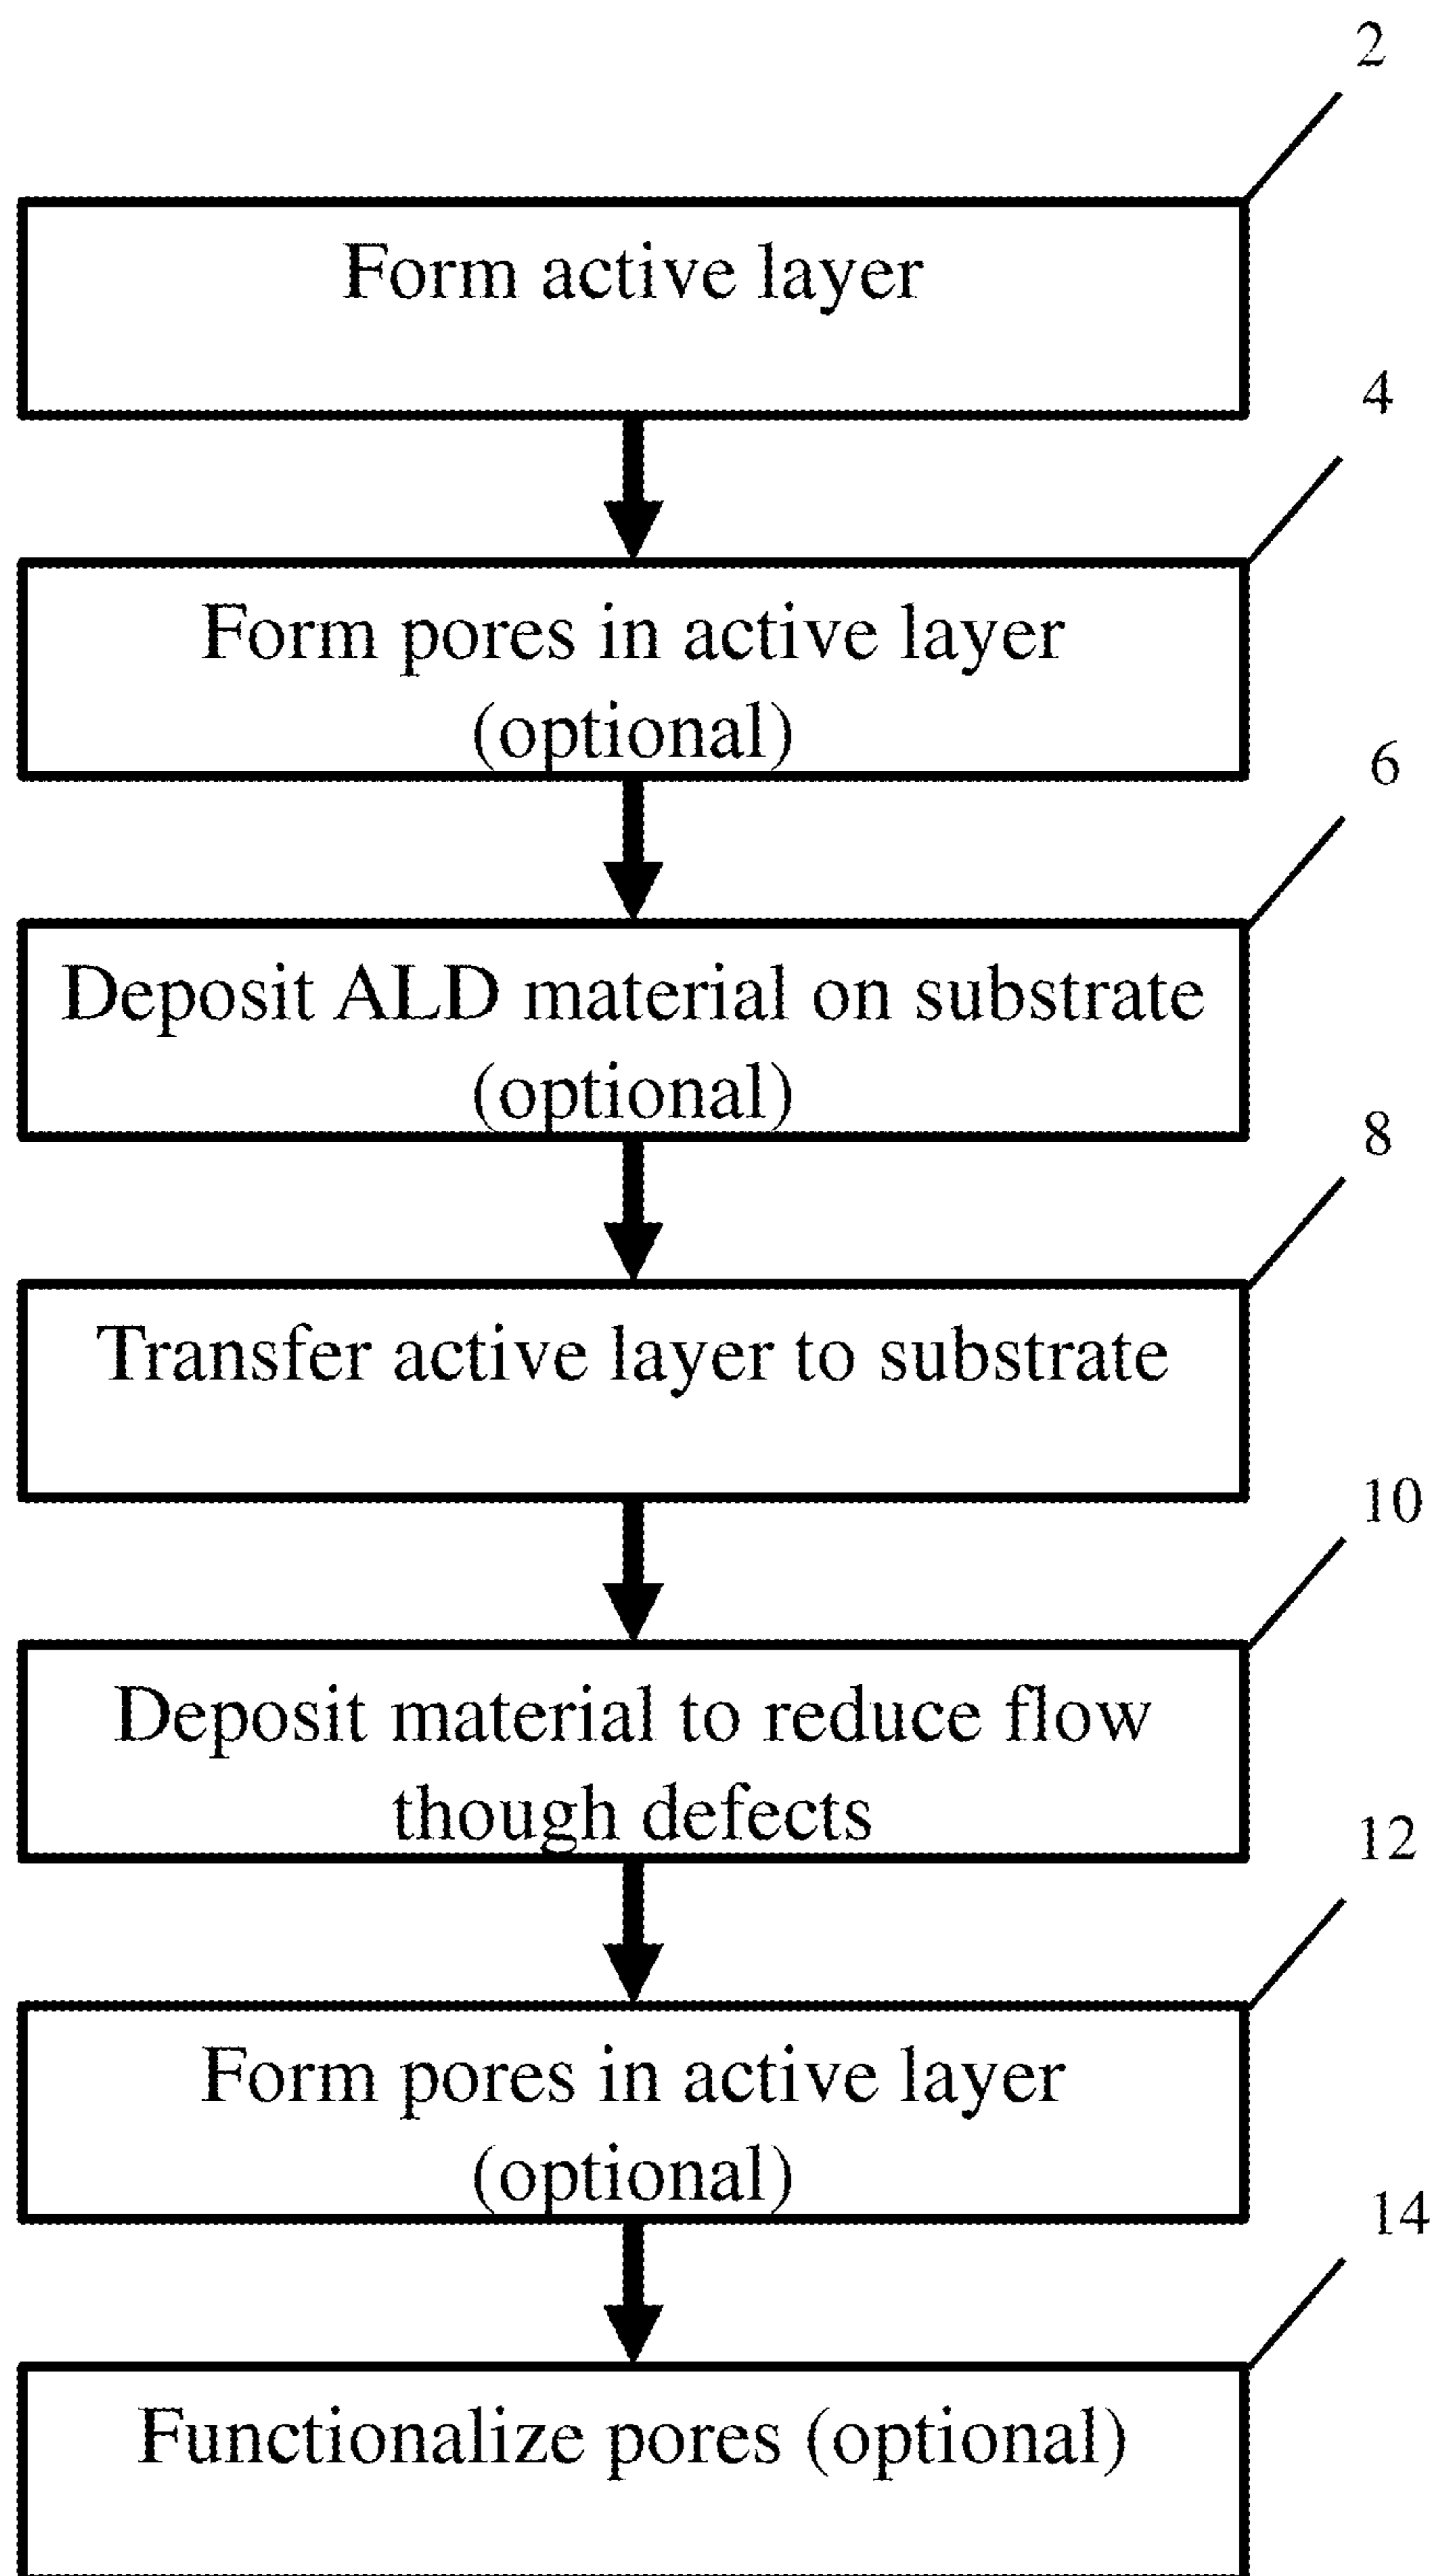 2
Form active layer
4
Form pores in active layer
(optional)
6
Deposit ALD material on substrate
(optional)
8
Transfer active layer to substrate
10
Deposit material to reduce flow
though defects
12
Form pores in active layer
(optional)
14
Functionalize pores (optional)